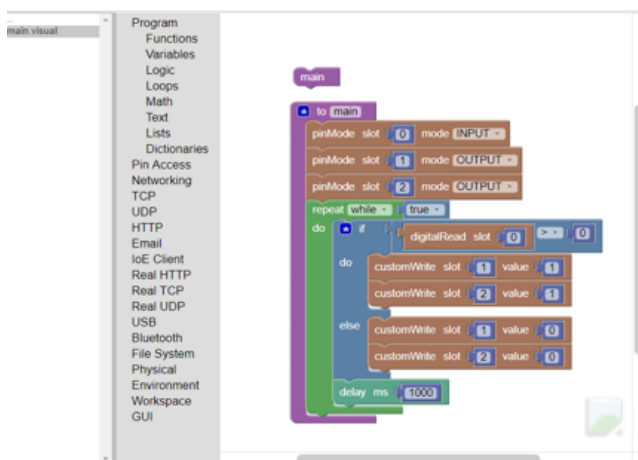 main.visual
Program
Functions
Variables
Logic
Loops
Math
Text
Lists
Dictionaries
Pin Access
Networking
TCP
UDP
HTTP
Email
IoE Client
Real HTTP
Real TCP
Real UDP
USB
Bluetooth
File System
Physical
Environment
Workspace
GUI
main
to main
pinMode slot 0 mode INPUT
pinMode slot 1 mode OUTPUT
pinMode slot 2 mode OUTPUT
repeat while true
do if digitalRead slot 0 > 0
do customWrite slot 1 value 1
customWrite slot 2 value 1
else customWrite slot 1 value 0
customWrite slot 2 value 0
delay ms 1000